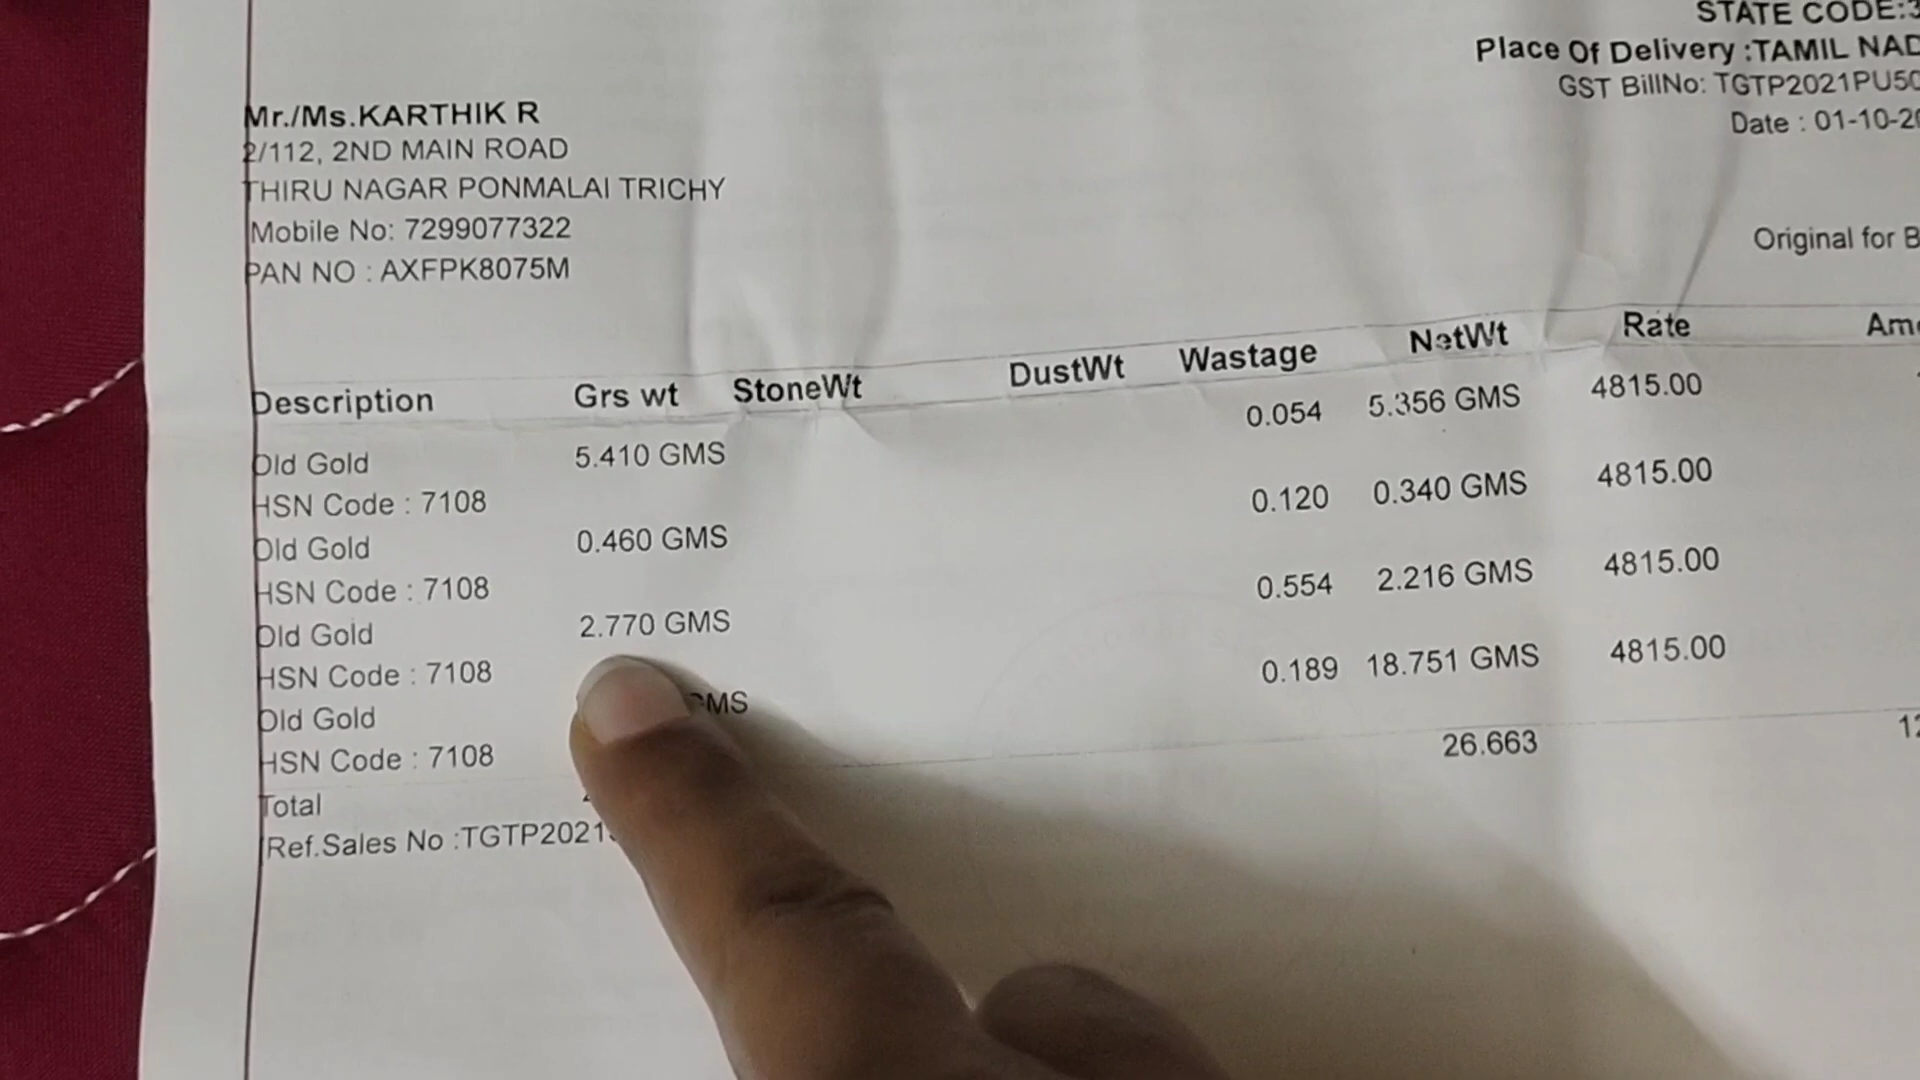 STATE CODE:
Place Of Delivery :TAMIL NAD
GST BillNo: TGTP2021PU50
Date : 01-10-20
Mr./Ms.KARTHIK R
2/112, 2ND MAIN ROAD
THIRU NAGAR PONMALAI TRICHY
Mobile No: 7299077322
PAN NO : AXFPK8075M
Original for B
Description Grs wt StoneWt DustWt Wastage NetWt Rate Am
Old Gold 5.410 GMS 0.054 5.356 GMS 4815.00
HSN Code : 7108
Old Gold 0.460 GMS 0.120 0.340 GMS 4815.00
HSN Code : 7108
Old Gold 2.770 GMS 0.554 2.216 GMS 4815.00
HSN Code : 7108
Old Gold GMS 0.189 18.751 GMS 4815.00
HSN Code : 7108
Total 26.663 12
Ref.Sales No :TGTP2021